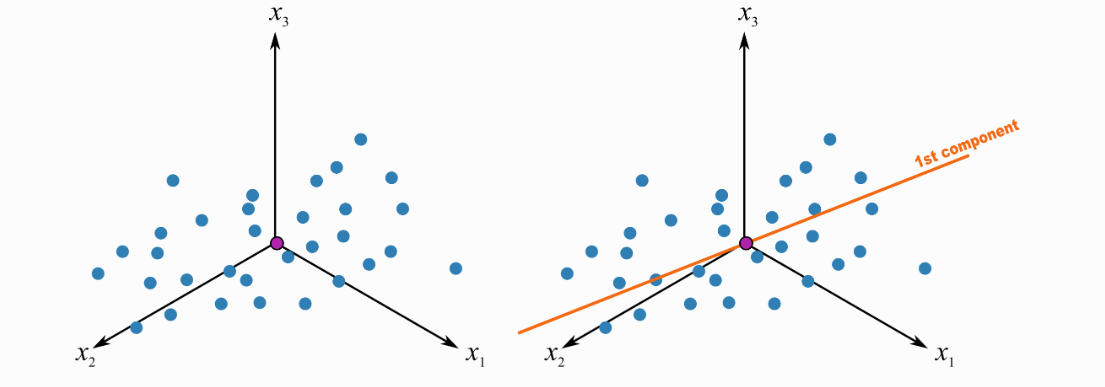 x₃
x₂
x₁
x₃
1st component
x₂
x₁